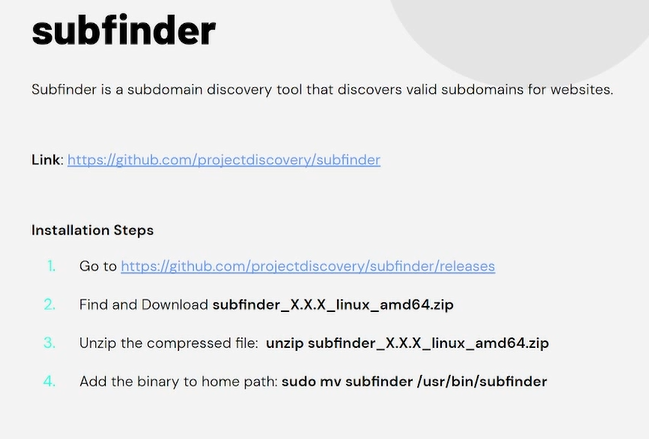 subfinder
Subfinder is a subdomain discovery tool that discovers valid subdomains for websites.
Link: https://github.com/projectdiscovery/subfinder
Installation Steps
1. Go to https://github.com/projectdiscovery/subfinder/releases
2. Find and Download subfinder_X.X.X_linux_amd64.zip
3. Unzip the compressed file: unzip subfinder_X.X.X_linux_amd64.zip
4. Add the binary to home path: sudo mv subfinder /usr/bin/subfinder